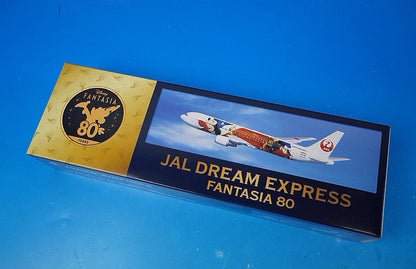 Disney
FANTASIA
80
YEARS
JAL DREAM EXPRESS
FANTASIA 80